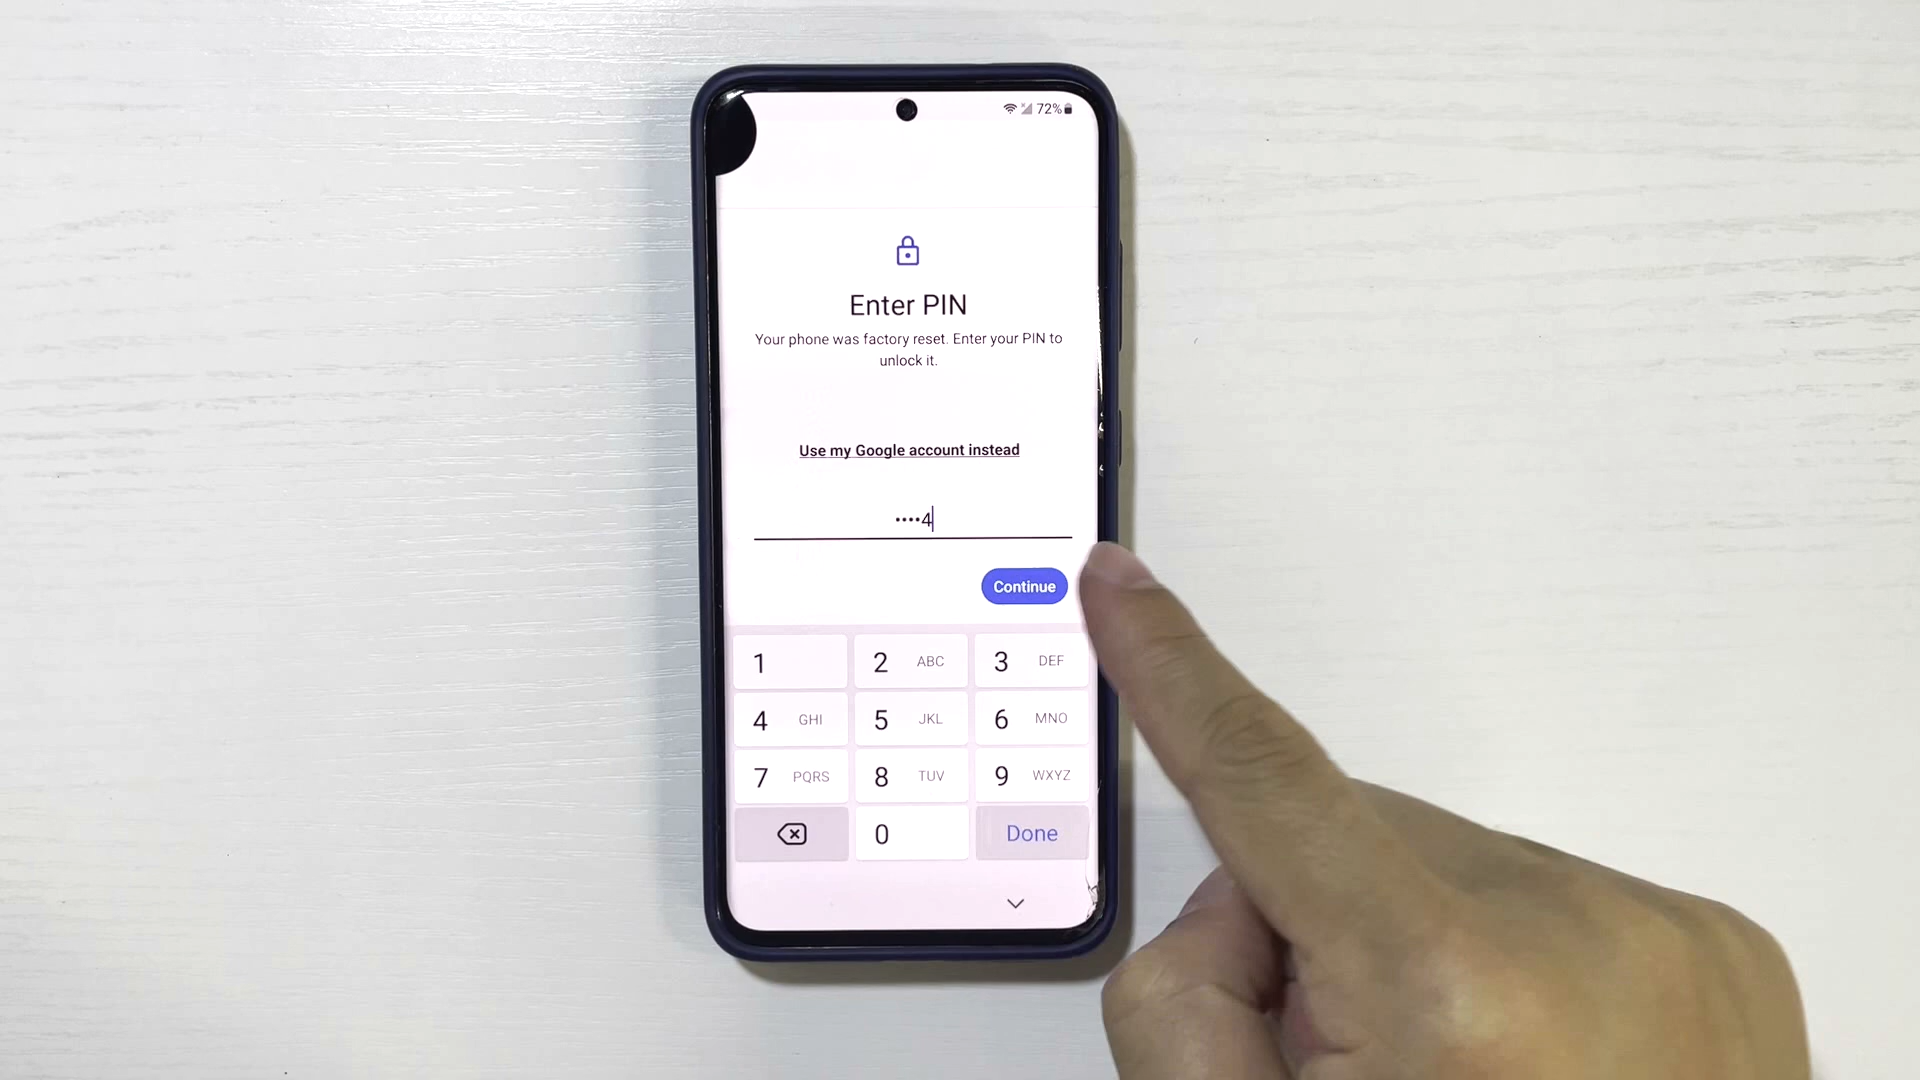 72%
Enter PIN
Your phone was factory reset. Enter your PIN to
unlock it.
Use my Google account instead
••••4
Continue
1
2 ABC
3 DEF
4 GHI
5 JKL
6 MNO
7 PQRS
8 TUV
9 WXYZ
0
Done